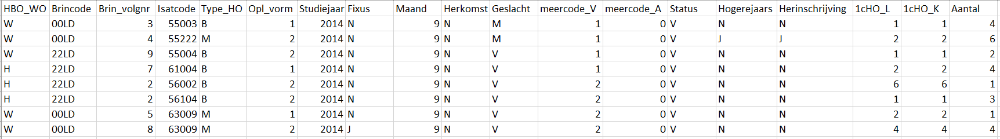 HBO_WO Brincode Brin_volgnr Isatcode Type_HO Opl_vorm Studiejaar Fixus Maand Herkomst Geslacht meercode_V meercode_A Status Hogerejaars Herinschrijving 1cHO_L 1cHO_K Aantal
W 00LD 3 55003 B 1 2014 N 9 N M 1 0 V N N 1 1 4
W 00LD 4 55222 M 2 2014 N 9 N M 1 0 V J J 2 2 6
W 22LD 9 55004 B 2 2014 N 9 N V 1 0 V N N 1 1 2
H 22LD 7 61004 B 1 2014 N 9 N V 1 0 V N N 2 2 4
H 22LD 2 56002 B 2 2014 N 9 N V 2 0 V N N 6 6 1
H 22LD 2 56104 B 2 2014 N 9 N V 2 0 V N N 1 1 3
W 00LD 5 63009 M 1 2014 N 9 N V 2 0 V N N 2 2 1
W 00LD 8 63009 M 2 2014 J 9 N V 2 0 V N N 4 4 4